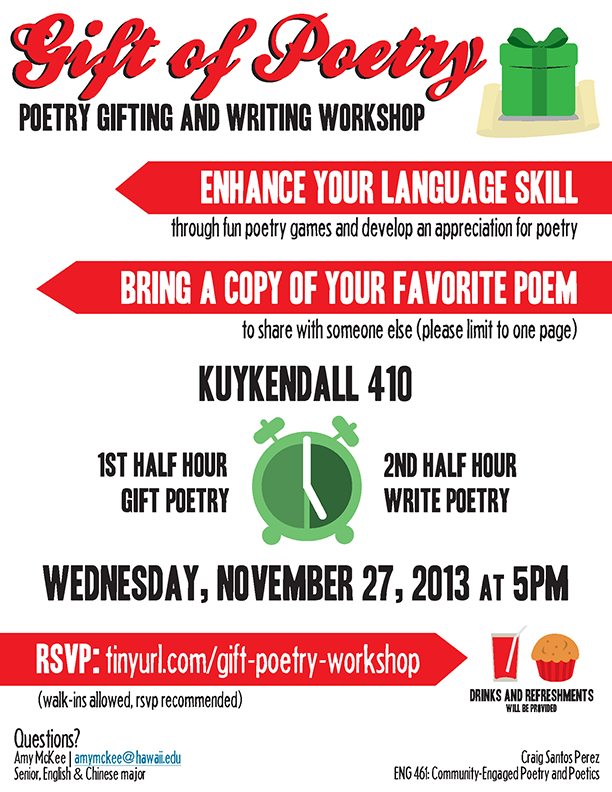 Gift of Poetry
POETRY GIFTING AND WRITING WORKSHOP
ENHANCE YOUR LANGUAGE SKILL
through fun poetry games and develop an appreciation for poetry
BRING A COPY OF YOUR FAVORITE POEM
to share with someone else (please limit to one page)
KUYKENDALL 410
1ST HALF HOUR
GIFT POETRY
2ND HALF HOUR
WRITE POETRY
WEDNESDAY, NOVEMBER 27, 2013 AT 5PM
RSVP: tinyurl.com/gift-poetry-workshop
(walk-ins allowed, rsvp recommended)
DRINKS AND REFRESHMENTS
WILL BE PROVIDED
Questions?
Amy McKee | amymckee@hawaii.edu
Senior, English & Chinese major
Craig Santos Perez
ENG 461: Community-Engaged Poetry and Poetics